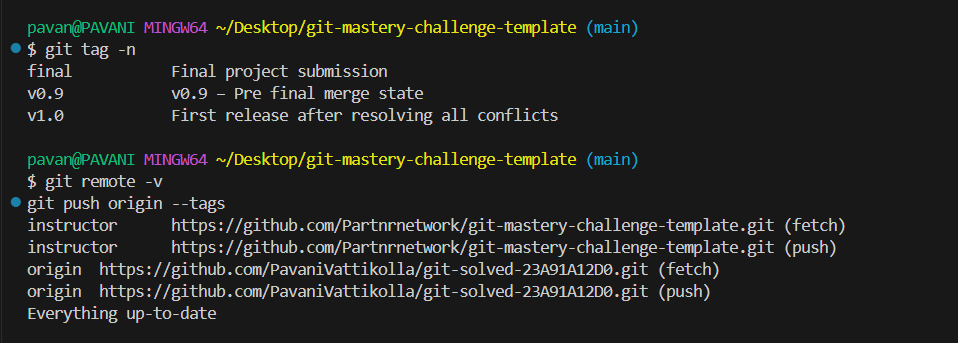 pavan@PAVANI MINGW64 ~/Desktop/git-mastery-challenge-template (main)
$ git tag -n
final           Final project submission
v0.9            v0.9 – Pre final merge state
v1.0            First release after resolving all conflicts
pavan@PAVANI MINGW64 ~/Desktop/git-mastery-challenge-template (main)
$ git remote -v
git push origin --tags
instructor      https://github.com/Partnrnetwork/git-mastery-challenge-template.git (fetch)
instructor      https://github.com/Partnrnetwork/git-mastery-challenge-template.git (push)
origin  https://github.com/PavaniVattikolla/git-solved-23A91A12D0.git (fetch)
origin  https://github.com/PavaniVattikolla/git-solved-23A91A12D0.git (push)
Everything up-to-date